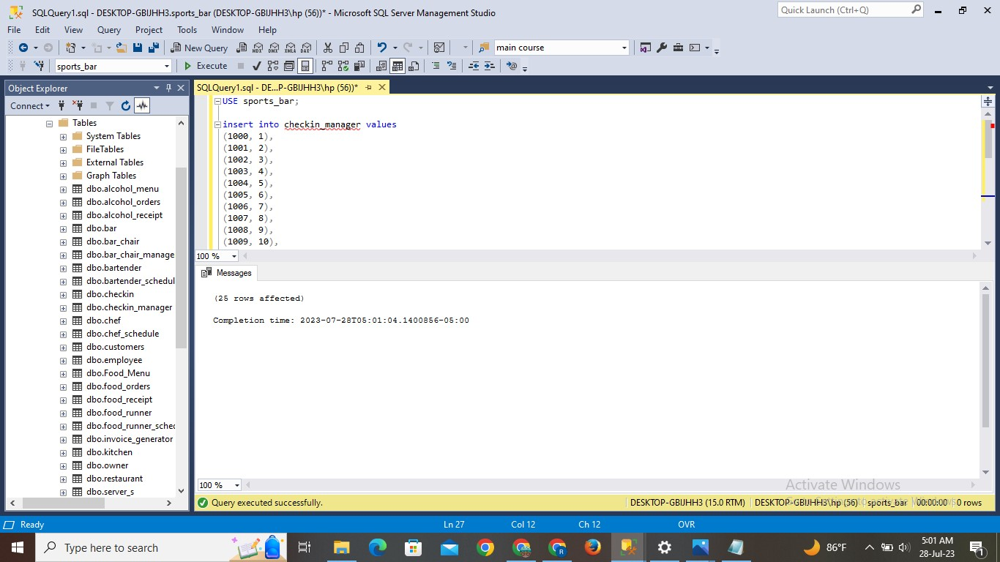 SQLQuery1.sql - DESKTOP-GBIJHH3.sports_bar (DESKTOP-GBIJHH3\hp (56))* - Microsoft SQL Server Management Studio
Quick Launch (Ctrl+Q)
File Edit View Query Project Tools Window Help
New Query MDX DMX XMLA DAX main course
sports_bar Execute
Object Explorer
Connect
Tables
System Tables
FileTables
External Tables
Graph Tables
dbo.alcohol_menu
dbo.alcohol_orders
dbo.alcohol_receipt
dbo.bar
dbo.bar_chair
dbo.bar_chair_manage
dbo.bartender
dbo.bartender_schedul
dbo.checkin
dbo.checkin_manager
dbo.chef
dbo.chef_schedule
dbo.customers
dbo.employee
dbo.Food_Menu
dbo.food_orders
dbo.food_receipt
dbo.food_runner
dbo.food_runner_sched
dbo.invoice_generator
dbo.kitchen
dbo.owner
dbo.restaurant
dbo.server_s
SQLQuery1.sql - DE...P-GBIJHH3\hp (56))*
USE sports_bar;
insert into checkin_manager values
(1000, 1),
(1001, 2),
(1002, 3),
(1003, 4),
(1004, 5),
(1005, 6),
(1006, 7),
(1007, 8),
(1008, 9),
(1009, 10),
100 %
Messages
(25 rows affected)
Completion time: 2023-07-28T05:01:04.1400856-05:00
100 %
Activate Windows
Query executed successfully.
DESKTOP-GBIJHH3 (15.0 RTM) DESKTOP-GBIJHH3\hp (56) sports_bar 00:00:00 0 rows
Ready Ln 27 Col 12 Ch 12 OVR
Type here to search
86°F
5:01 AM
28-Jul-23
1